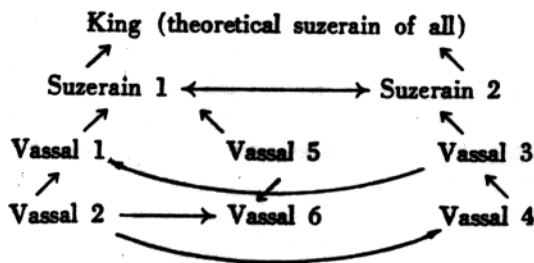 King (theoretical suzerain of all)
Suzerain 1 Suzerain 2
Vassal 1 Vassal 5 Vassal 3
Vassal 2 Vassal 6 Vassal 4